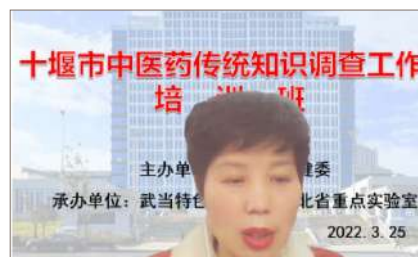 十堰市中医药传统知识调查工作
培训班
主办单 健委
承办单位：武当特色 北省重点实验室
2022.3.25